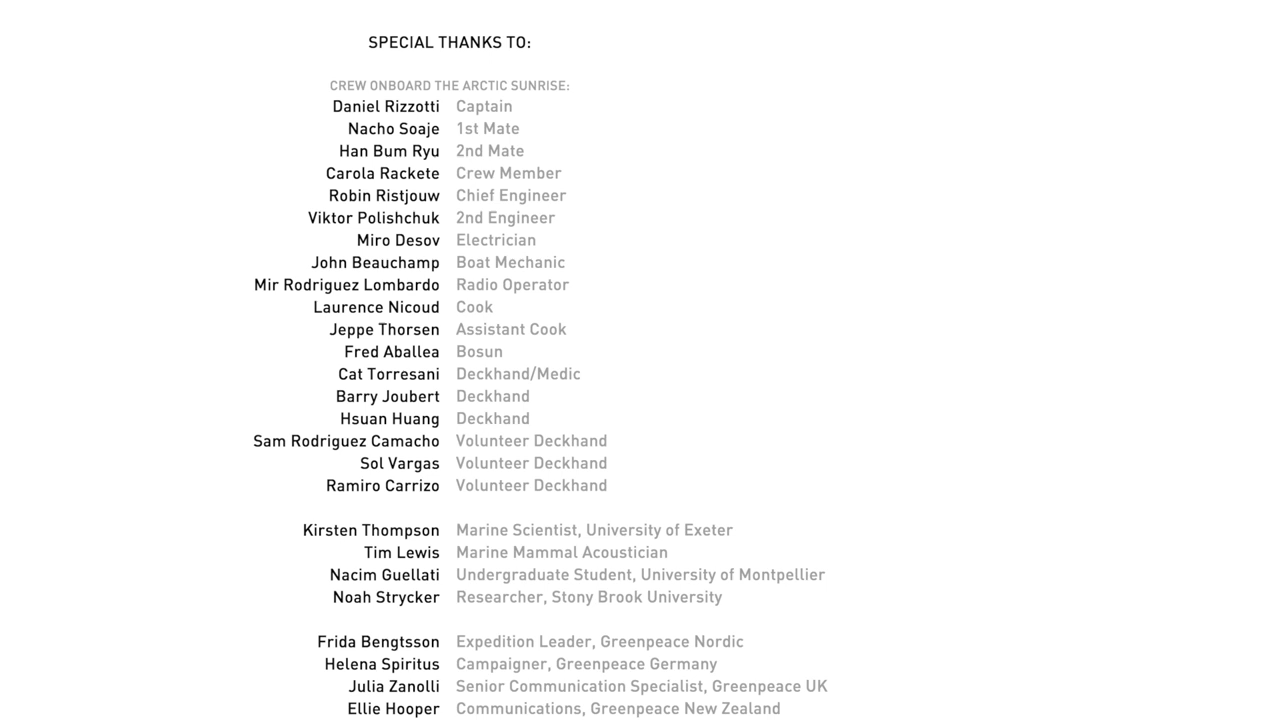 SPECIAL THANKS TO:
CREW ONBOARD THE ARCTIC SUNRISE:
Daniel Rizzotti Captain
Nacho Soaje 1st Mate
Han Bum Ryu 2nd Mate
Carola Rackete Crew Member
Robin Ristjouw Chief Engineer
Viktor Polishchuk 2nd Engineer
Miro Desov Electrician
John Beauchamp Boat Mechanic
Mir Rodriguez Lombardo Radio Operator
Laurence Nicoud Cook
Jeppe Thorsen Assistant Cook
Fred Aballea Bosun
Cat Torresani Deckhand/Medic
Barry Joubert Deckhand
Hsuan Huang Deckhand
Sam Rodriguez Camacho Volunteer Deckhand
Sol Vargas Volunteer Deckhand
Ramiro Carrizo Volunteer Deckhand
Kirsten Thompson Marine Scientist, University of Exeter
Tim Lewis Marine Mammal Acoustician
Nacim Guellati Undergraduate Student, University of Montpellier
Noah Strycker Researcher, Stony Brook University
Frida Bengtsson Expedition Leader, Greenpeace Nordic
Helena Spiritus Campaigner, Greenpeace Germany
Julia Zanolli Senior Communication Specialist, Greenpeace UK
Ellie Hooper Communications, Greenpeace New Zealand